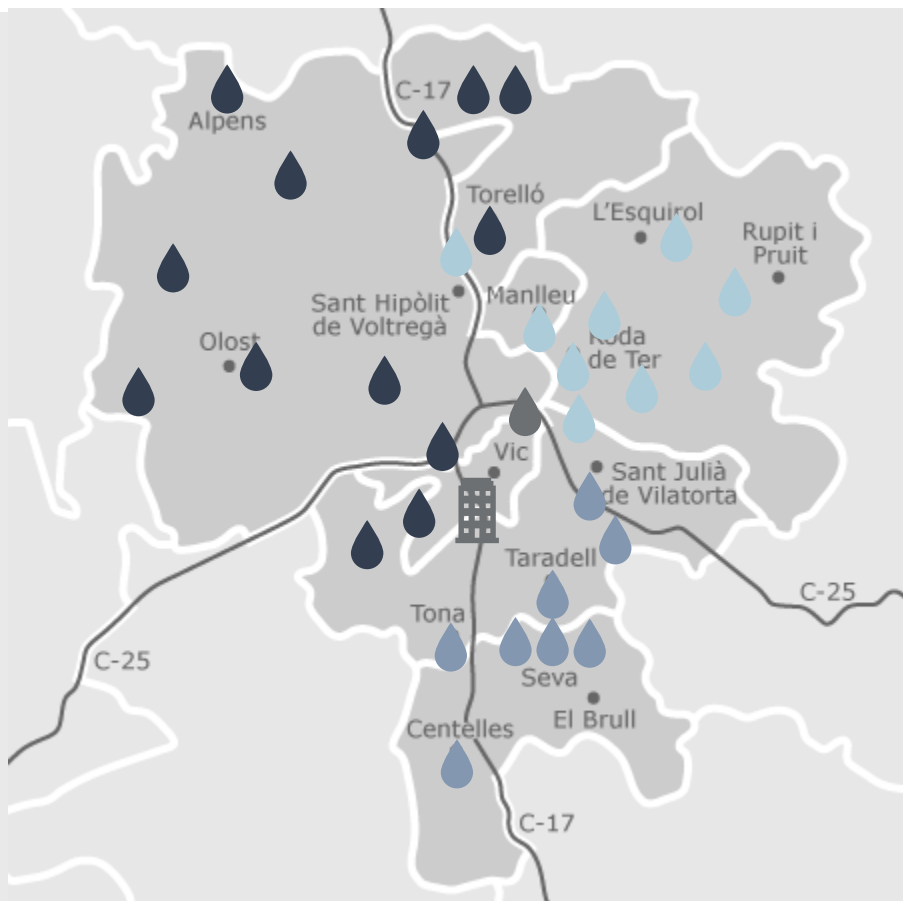 C-17
Alpens
Torelló
L'Esquirol
Rupit i
Pruit
Sant Hipòlit
de Voltregà
Manlleu
Olost
Roda
de Ter
Vic
Sant Julià
de Vilatorta
Taradell
C-25
Tona
C-25
Seva
El Brull
Centelles
C-17